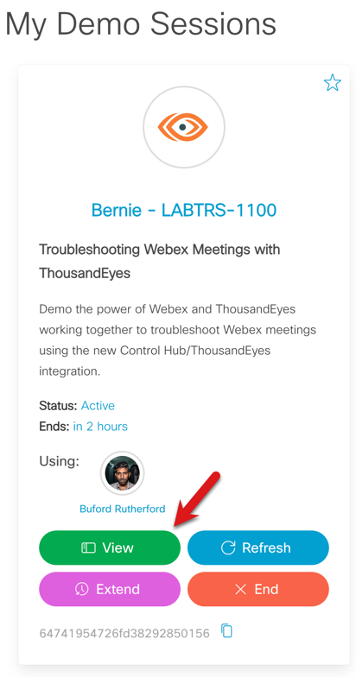 My Demo Sessions
Bernie - LABTRS-1100
Troubleshooting Webex Meetings with
ThousandEyes
Demo the power of Webex and ThousandEyes
working together to troubleshoot Webex meetings
using the new Control Hub/ThousandEyes
integration.
Status: Active
Ends: in 2 hours
Using:
Buford Rutherford
View
Refresh
Extend
End
64741954726fd38292850156